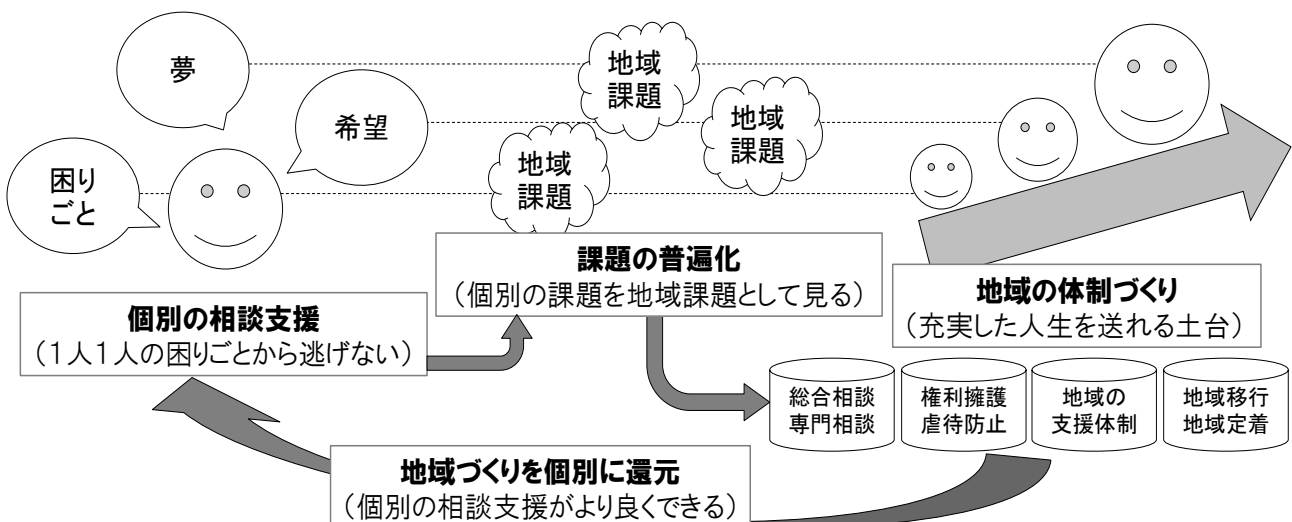 夢
希望
困り
ごと
地域
課題
地域
課題
地域
課題
課題の普遍化
（個別の課題を地域課題として見る）
個別の相談支援
（１人１人の困りごとから逃げない）
地域の体制づくり
（充実した人生を送れる土台）
総合相談
専門相談
権利擁護
虐待防止
地域の
支援体制
地域移行
地域定着
地域づくりを個別に還元
（個別の相談支援がより良くできる）